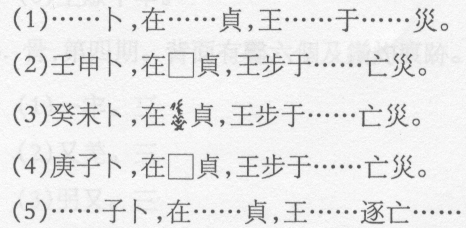 (1)……卜,在……貞,王……于……災。
(2)壬申卜,在□貞,王步于……亡災。
(3)癸未卜,在貞,王步于……亡災。
(4)庚子卜,在□貞,王步于……亡災。
(5)……子卜,在……貞,王……逐亡……